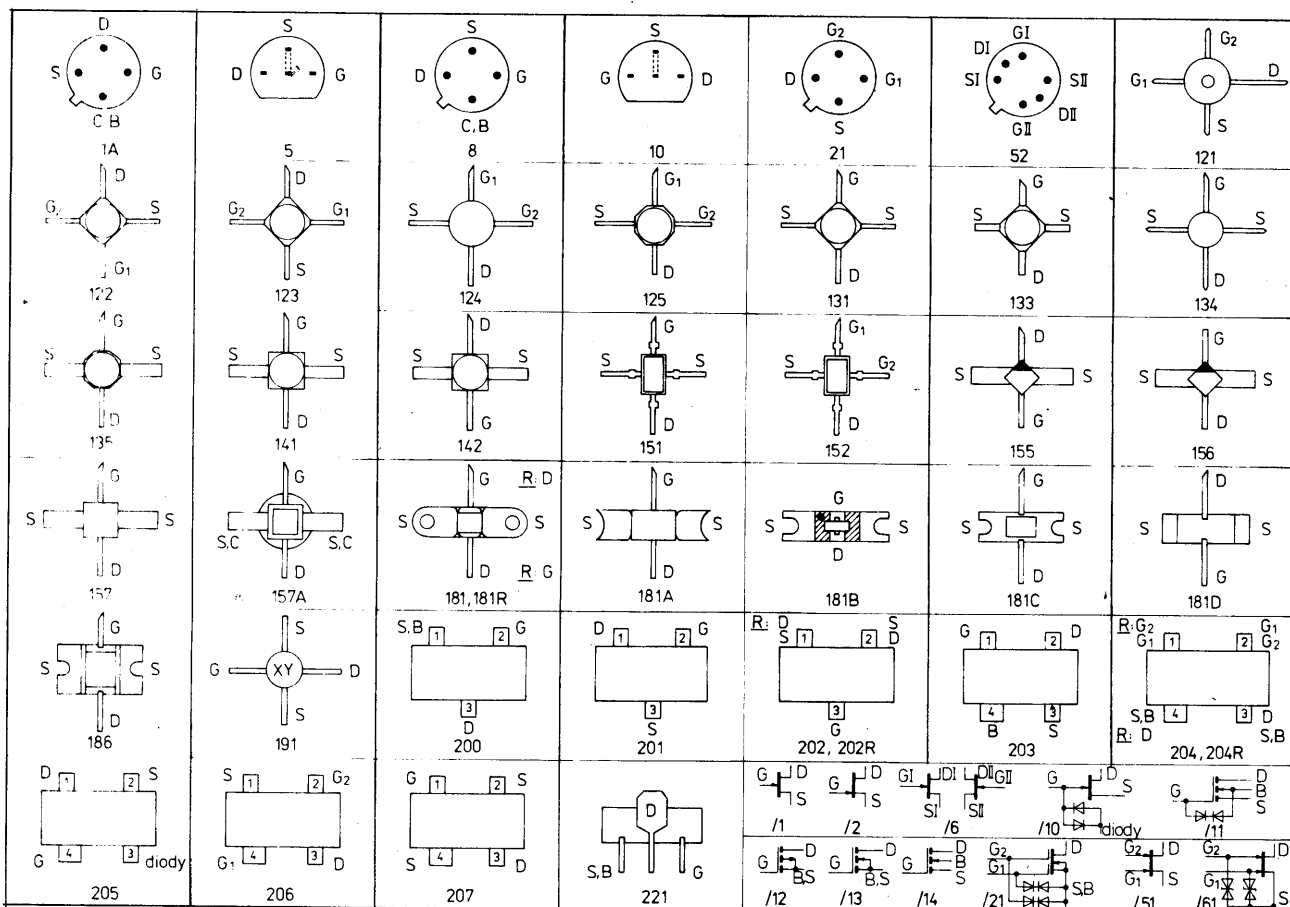 D
S G
C B
1A
S
D G
5
S
D G
C,B
8
S
G D
10
G2
D G1
S
21
GI
DI
SI SII
DII
GII
52
G2
G1 D
S
121
D
G2 S
G1
122
D
G2 G1
S
123
G1
S G2
D
124
G1
S G2
D
125
G
S S
D
131
G
S S
D
133
G
S S
D
134
G
S S
D
135
G
S S
D
141
D
S S
G
142
G
S S
D
151
G1
S G2
D
152
D
S S
G
155
G
S S
D
156
G
S S
D
157
G
S,C S,C
D
157A
G R: D
S S
D R: G
181, 181R
G
S S
D
181A
G
S S
D
181B
G
S S
D
181C
D
S S
G
181D
G
S S
D
186
S
G XY D
S
191
S,B 1 2 G
3
D
200
D 1 2 G
3
S
201
R: D S
S 1 2 D
3
G
202, 202R
G 1 2 D
4 3
B S
203
R: G2 G1
G1 1 2 G2
S,B 4 3 D
R: D S,B
204, 204R
D 1 2 S
G 4 3 diody
205
S 1 2 G2
G1 4 3 D
206
G 1 2 D
S 4 3 D
207
D
S,B G
221
G D S
/1
G D S
/2
GI DI SI DII GII SII
/6
G D S
/10 diody
G D B S
/11
G D B,S
/12
G D B,S
/13
G D B S
/14
G2 G1 D S,B
/21
G2 G1 D S
/51
G2 G1 D S
/61